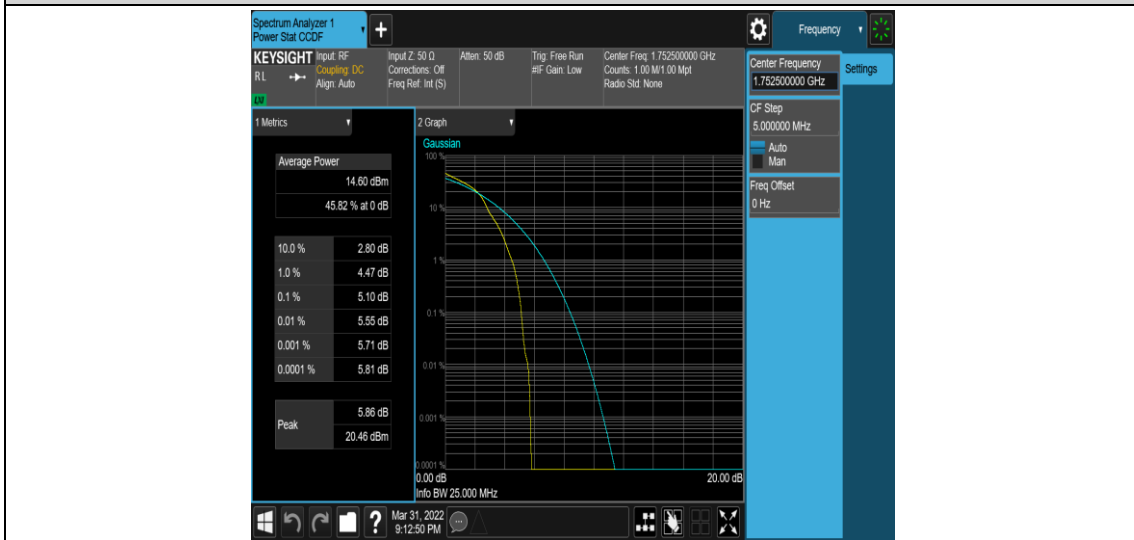 Spectrum Analyzer 1
Power Stat CCDF
Frequency
KEYSIGHT
RL
LXI
Input: RF
Coupling: DC
Align: Auto
Input Z: 50 Ω
Corrections: Off
Freq Ref: Int (S)
Atten: 50 dB
Trig: Free Run
#IF Gain: Low
Center Freq: 1.752500000 GHz
Counts: 1.00 M/1.00 Mpt
Radio Std: None
Center Frequency
1.752500000 GHz
Settings
CF Step
5.000000 MHz
Auto
Man
Freq Offset
0 Hz
1 Metrics
Average Power
14.60 dBm
45.82 % at 0 dB
10.0 % 2.80 dB
1.0 % 4.47 dB
0.1 % 5.10 dB
0.01 % 5.55 dB
0.001 % 5.71 dB
0.0001 % 5.81 dB
Peak
5.86 dB
20.46 dBm
2 Graph
Gaussian
100 %
10 %
1 %
0.1 %
0.01 %
0.001 %
0.0001 %
0.00 dB 20.00 dB
Info BW 25.000 MHz
Mar 31, 2022
9:12:50 PM